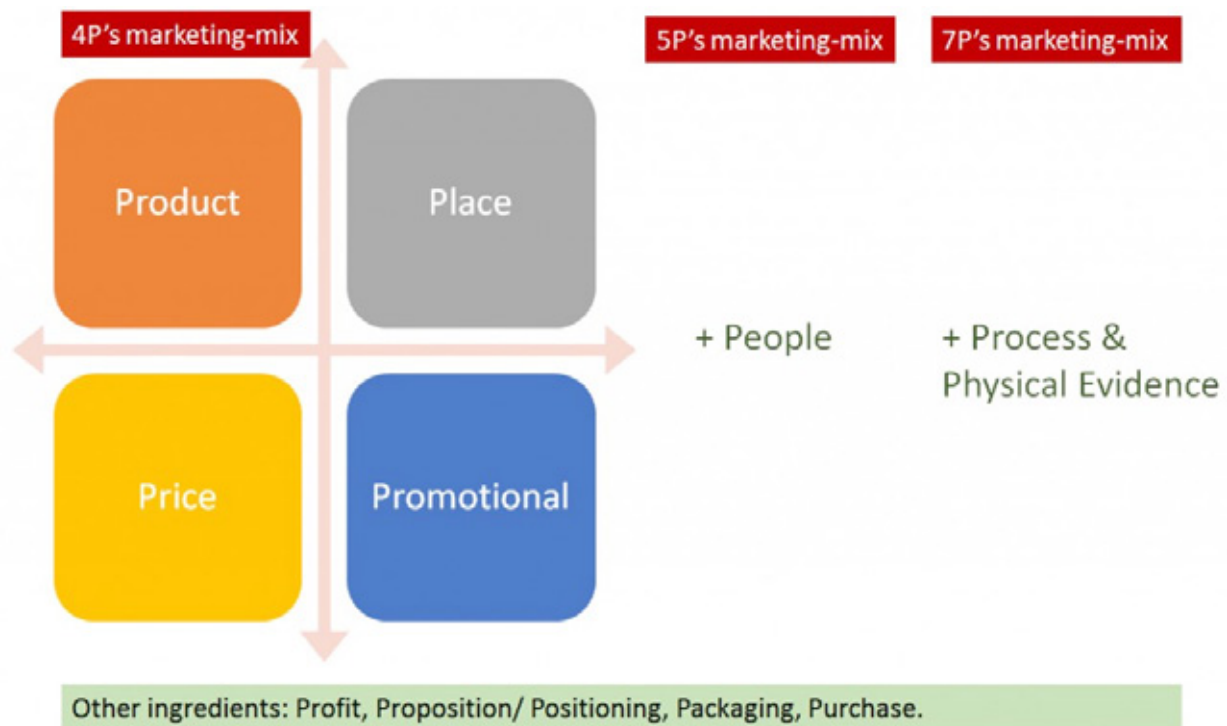 4P's marketing-mix
5P's marketing-mix
7P's marketing-mix
Product
Place
+ People
+ Process &
Physical Evidence
Price
Promotional
Other ingredients: Profit, Proposition/ Positioning, Packaging, Purchase.